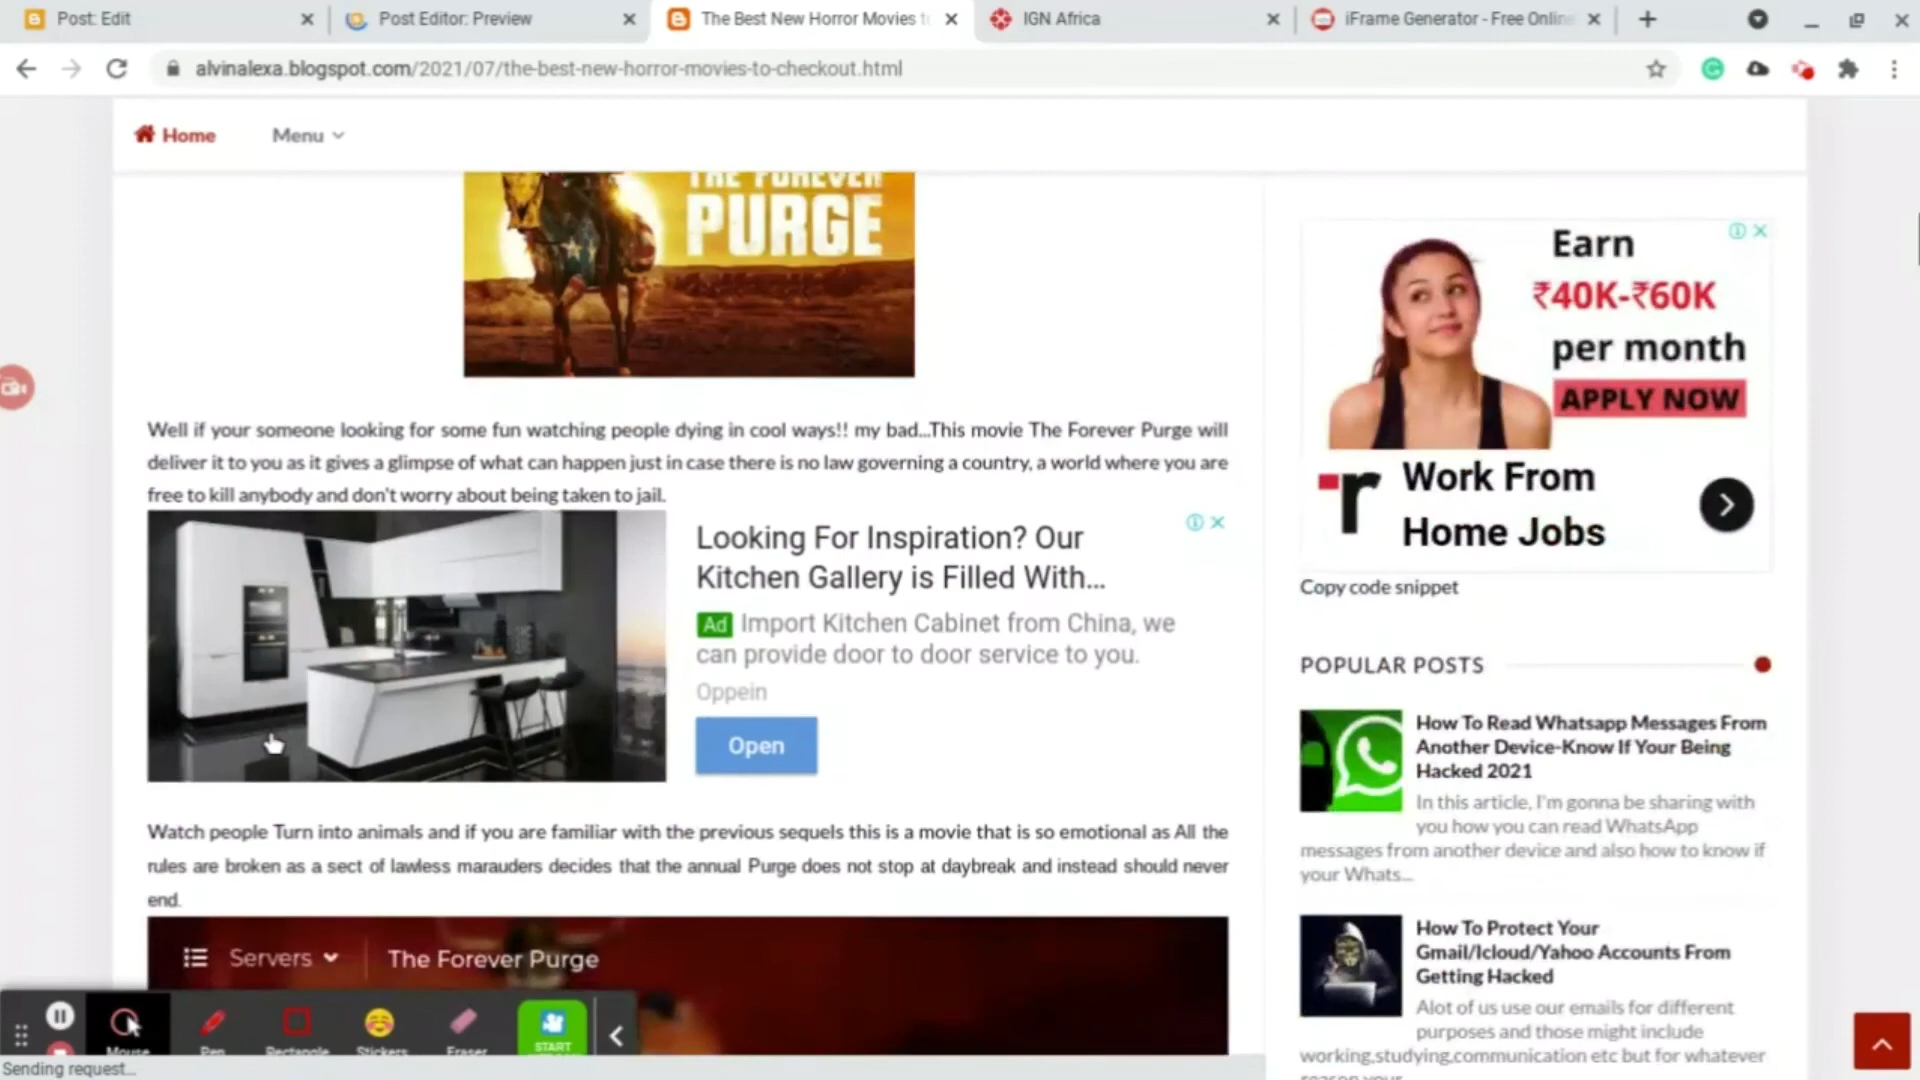 Post: Edit
Post Editor: Preview
The Best New Horror Movies t
IGN Africa
iFrame Generator - Free Online
alvinalexa.blogspot.com/2021/07/the-best-new-horror-movies-to-checkout.html
Home
Menu
THE FOREVER
PURGE
Well if your someone looking for some fun watching people dying in cool ways!! my bad...This movie The Forever Purge will
deliver it to you as it gives a glimpse of what can happen just in case there is no law governing a country, a world where you are
free to kill anybody and don't worry about being taken to jail.
Looking For Inspiration? Our
Kitchen Gallery is Filled With...
Ad Import Kitchen Cabinet from China, we
can provide door to door service to you.
Oppein
Open
Watch people Turn into animals and if you are familiar with the previous sequels this is a movie that is so emotional as All the
rules are broken as a sect of lawless marauders decides that the annual Purge does not stop at daybreak and instead should never
end.
Servers
The Forever Purge
Mouse
Pen
Rectangle
Stickers
Eraser
START
Sending request...
Earn
₹40K-₹60K
per month
APPLY NOW
r
Work From
Home Jobs
Copy code snippet
POPULAR POSTS
How To Read Whatsapp Messages From
Another Device-Know If Your Being
Hacked 2021
In this article, I'm gonna be sharing with
you how you can read WhatsApp
messages from another device and also how to know if
your Whats...
How To Protect Your
Gmail/Icloud/Yahoo Accounts From
Getting Hacked
Alot of us use our emails for different
purposes and those might include
working,studying,communication etc but for whatever
reason your